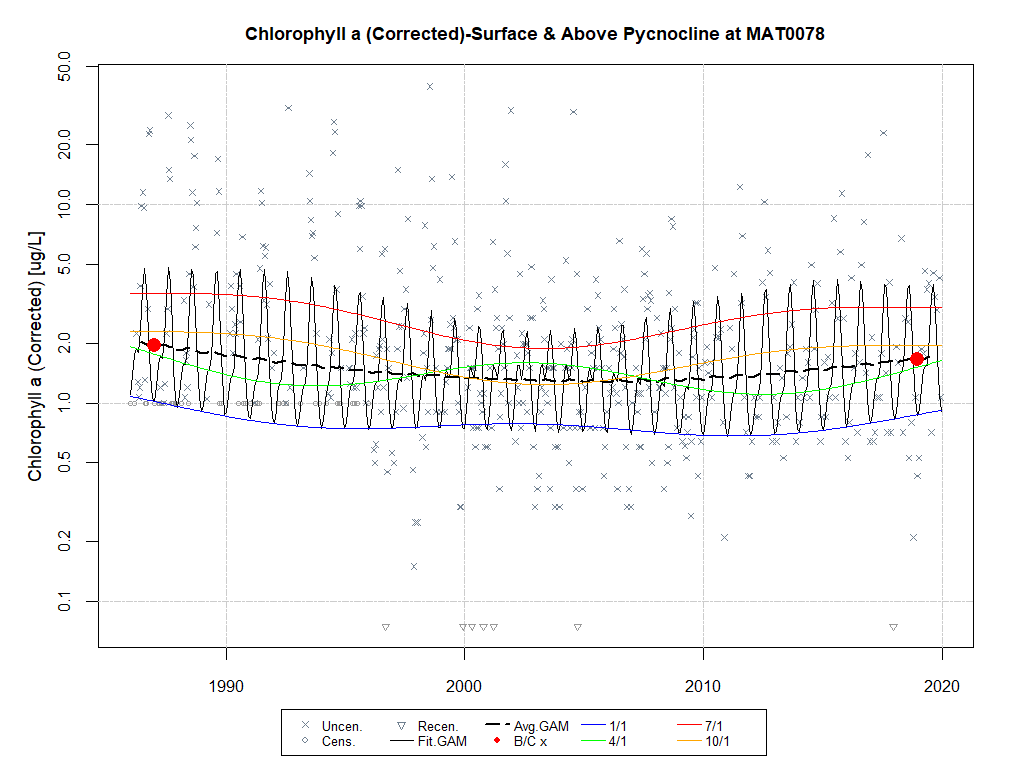 Chlorophyll a (Corrected)-Surface & Above Pycnocline at MAT0078
Chlorophyll a (Corrected) [ug/L]
50.0
20.0
10.0
5.0
2.0
1.0
0.5
0.2
0.1
1990 2000 2010 2020
Uncen. Recen. Avg.GAM 1/1 7/1
Cens. Fit.GAM B/C x 4/1 10/1